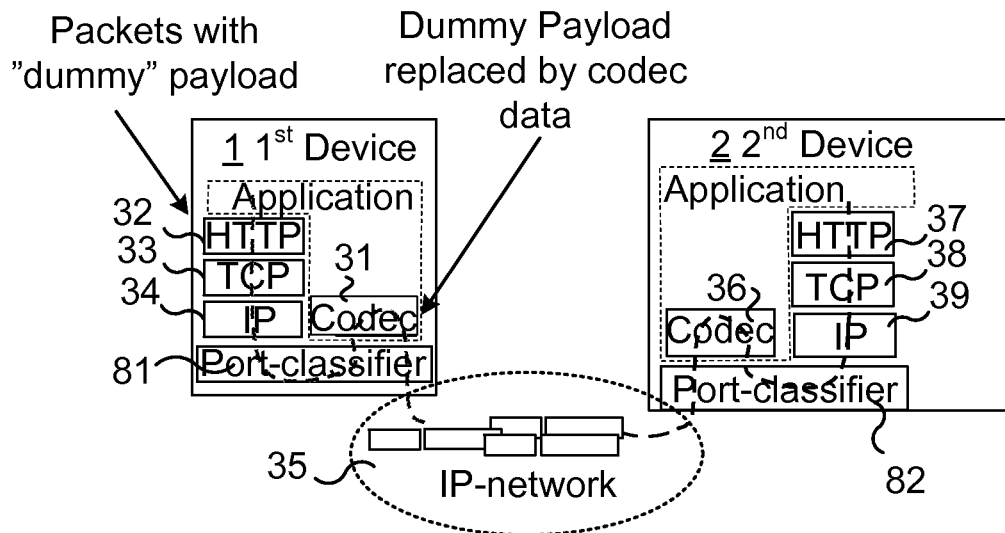 Packets with
”dummy” payload
Dummy Payload
replaced by codec
data
1 1st Device
Application
32
HTTP
33
TCP
34
IP
31
Codec
81
Port-classifier
2 2nd Device
Application
HTTP
37
TCP
38
36
Codec
IP
39
Port-classifier
82
35
IP-network